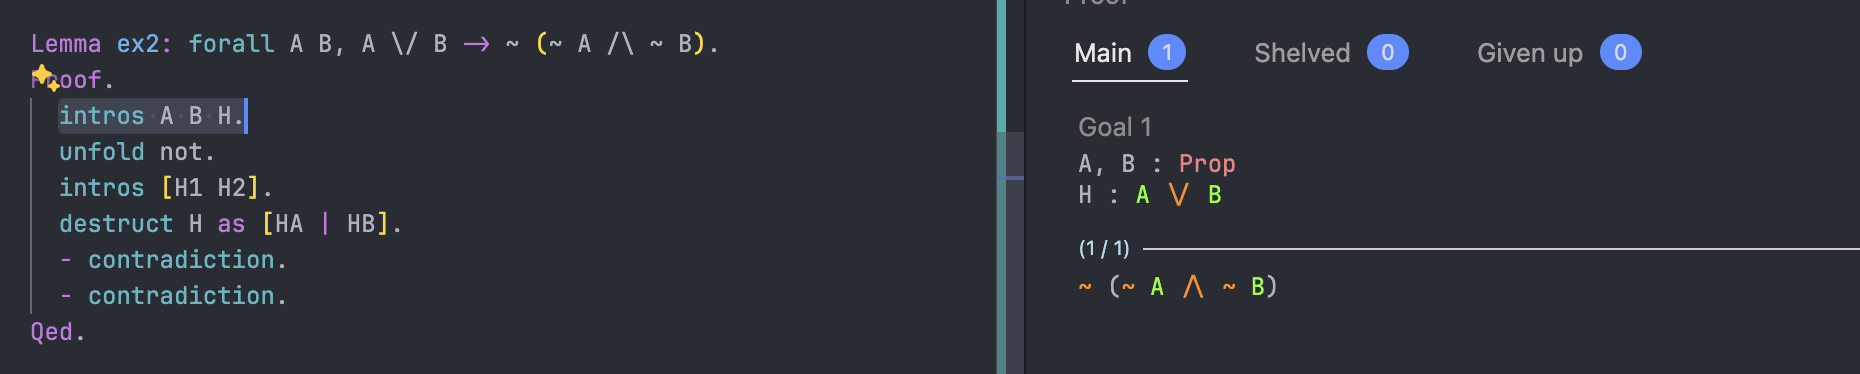 Lemma ex2: forall A B, A \/ B -> ~ (~ A /\ ~ B).
Proof.
intros A B H.
unfold not.
intros [H1 H2].
destruct H as [HA | HB].
- contradiction.
- contradiction.
Qed.
Proof
Main 1 Shelved 0 Given up 0
Goal 1
A, B : Prop
H : A \/ B
(1 / 1)
~ (~ A /\ ~ B)